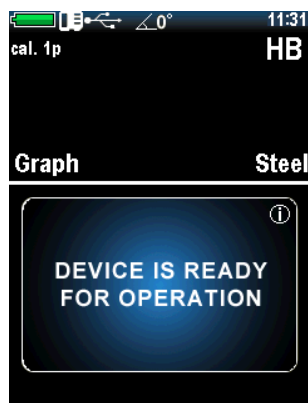 ∠0° 11:31
cal. 1p HB
Graph Steel
DEVICE IS READY
FOR OPERATION